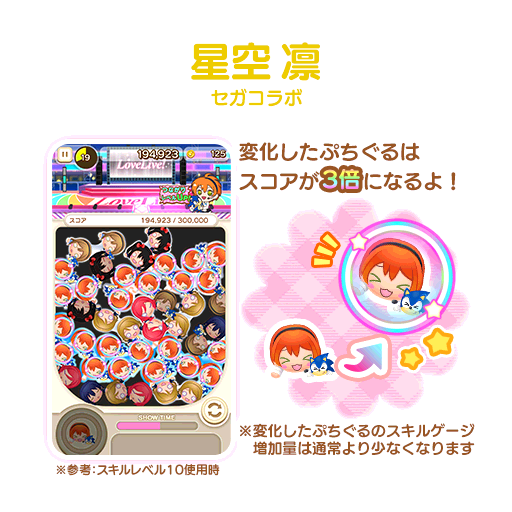 星空 凛
セガコラボ
19
194,923
125
LoveLive!
スコア
194,923 / 300,000
SHOW TIME
※参考：スキルレベル10使用時
変化したぷちぐるは
スコアが3倍になるよ！
※変化したぷちぐるのスキルゲージ
増加量は通常より少なくなります